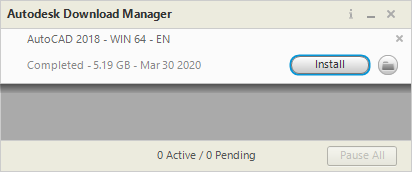 Autodesk Download Manager
AutoCAD 2018 - WIN 64 - EN
Completed - 5.19 GB - Mar 30 2020
Install
0 Active / 0 Pending
Pause All